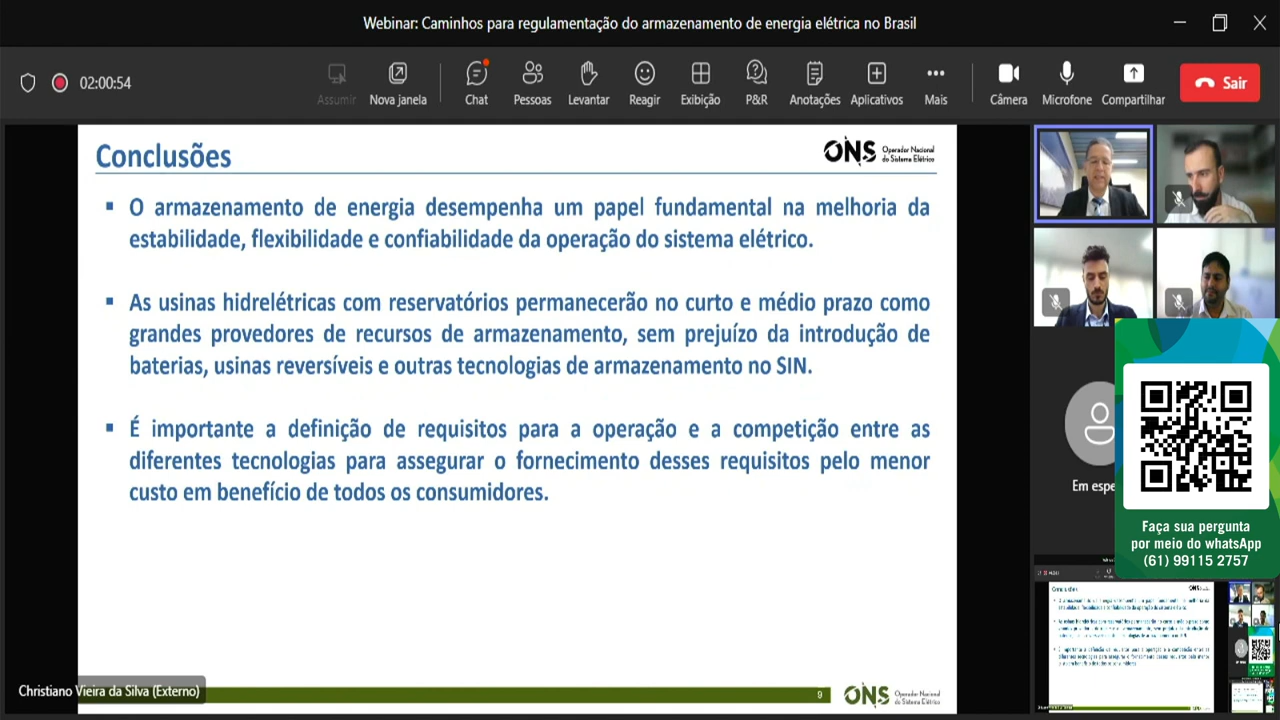 Webinar: Caminhos para regulamentação do armazenamento de energia elétrica no Brasil
02:00:54
Assumir
Nova janela
Chat
Pessoas
Levantar
Reagir
Exibição
P&R
Anotações
Aplicativos
Mais
Câmera
Microfone
Compartilhar
Sair
Conclusões
ONS Operador Nacional
do Sistema Elétrico
▪ O armazenamento de energia desempenha um papel fundamental na melhoria da
estabilidade, flexibilidade e confiabilidade da operação do sistema elétrico.
▪ As usinas hidrelétricas com reservatórios permanecerão no curto e médio prazo como
grandes provedores de recursos de armazenamento, sem prejuízo da introdução de
baterias, usinas reversíveis e outras tecnologias de armazenamento no SIN.
▪ É importante a definição de requisitos para a operação e a competição entre as
diferentes tecnologias para assegurar o fornecimento desses requisitos pelo menor
custo em benefício de todos os consumidores.
Em espe
Faça sua pergunta
por meio do whatsApp
(61) 99115 2757
Conclusões
ONS
Christiano Vieira da Silva (Externo)
9
ONS Operador Nacional
do Sistema Elétrico